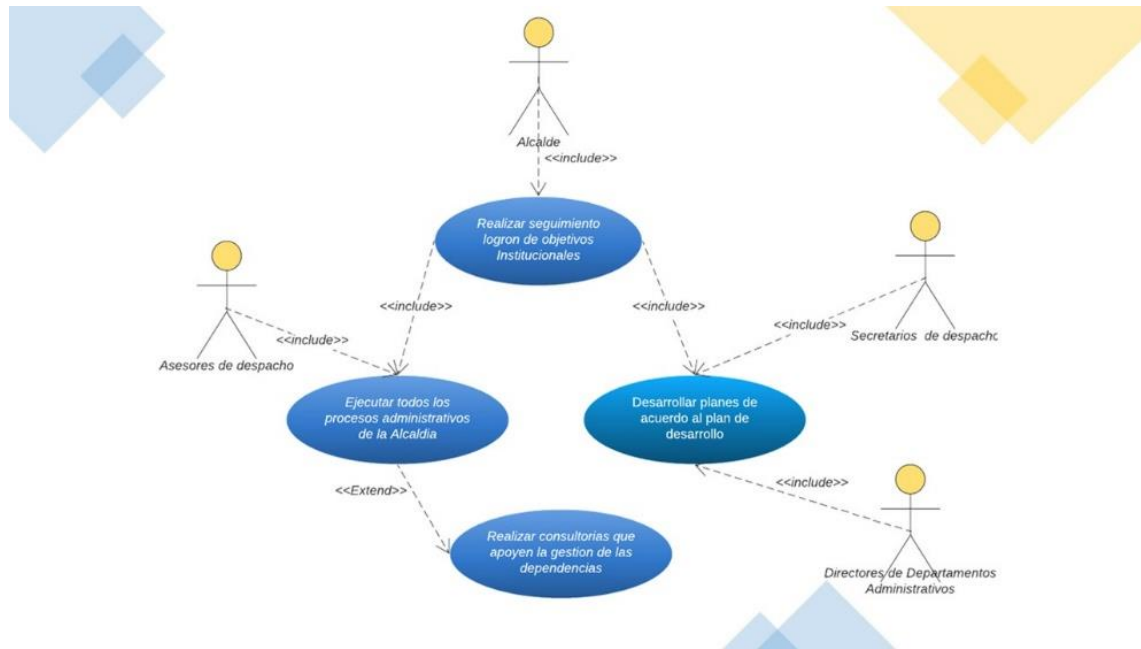 Alcalde
<<include>>
Realizar seguimiento
logron de objetivos
Institucionales
<<include>>
<<include>>
<<include>>
Asesores de despacho
<<include>>
Secretarios de despacho
Ejecutar todos los
procesos administrativos
de la Alcaldia
Desarrollar planes de
acuerdo al plan de
desarrollo
<<Extend>>
<<include>>
Realizar consultorias que
apoyen la gestion de las
dependencias
Directores de Departamentos
Administrativos